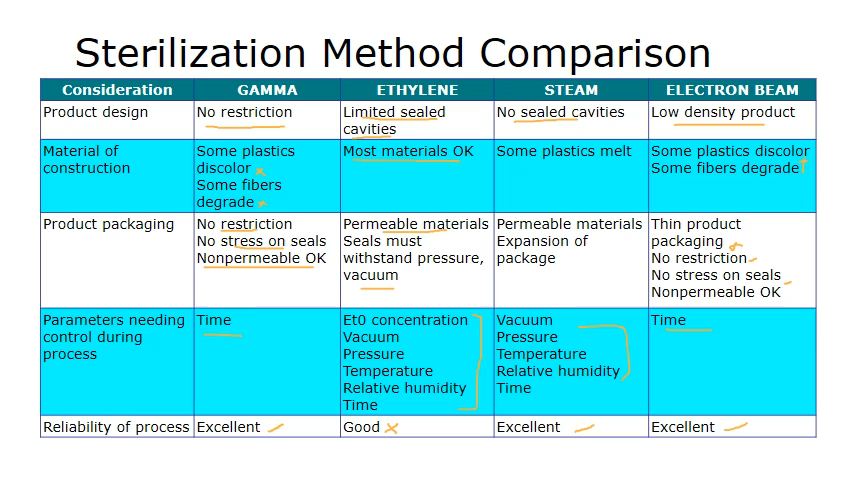 Sterilization Method Comparison
Consideration GAMMA ETHYLENE STEAM ELECTRON BEAM
Product design No restriction Limited sealed cavities No sealed cavities Low density product
Material of construction Some plastics discolor Some fibers degrade Most materials OK Some plastics melt Some plastics discolor Some fibers degrade
Product packaging No restriction No stress on seals Nonpermeable OK Permeable materials Seals must withstand pressure, vacuum Permeable materials Expansion of package Thin product packaging No restriction No stress on seals Nonpermeable OK
Parameters needing control during process Time Et0 concentration Vacuum Pressure Temperature Relative humidity Time Vacuum Pressure Temperature Relative humidity Time Time
Reliability of process Excellent Good Excellent Excellent